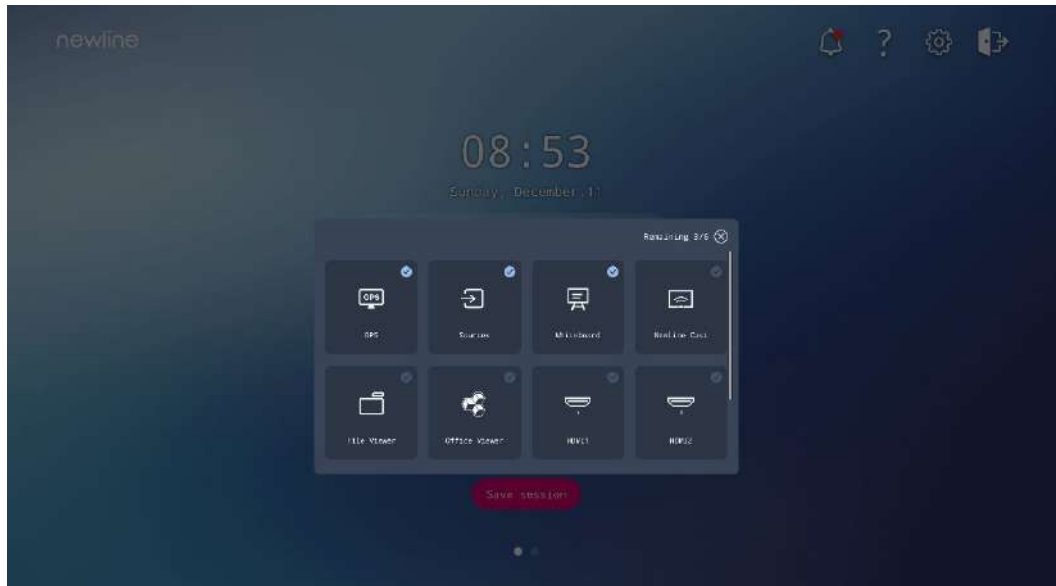 newline
?
08:53
Sunday, December.11
Remaining 3/6
OPS
OPS
Sources
Whiteboard
Newline Cast
File Viewer
Office Viewer
HDMI1
HDMI2
Save session